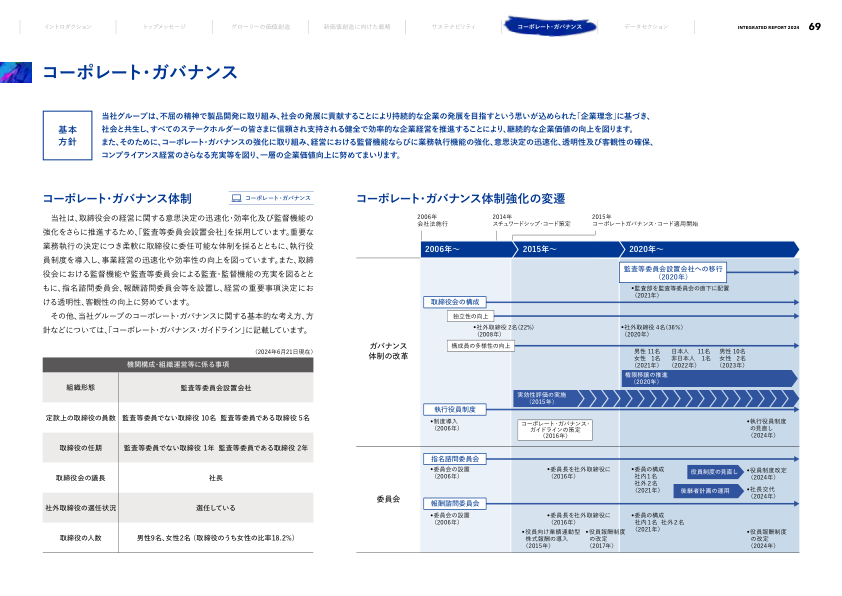 イントロダクション
トップメッセージ
グローリーの価値創造
新価値創造に向けた戦略
サステナビリティ
コーポレート・ガバナンス
データセクション
INTEGRATED REPORT 2024 69
コーポレート・ガバナンス
基本
方針
当社グループは、不屈の精神で製品開発に取り組み、社会の発展に貢献することにより持続的な企業の発展を目指すという思いが込められた「企業理念」に基づき、
社会と共生し、すべてのステークホルダーの皆さまに信頼され支持される健全で効率的な企業経営を推進することにより、継続的な企業価値の向上を図ります。
また、そのために、コーポレート・ガバナンスの強化に取り組み、経営における監督機能ならびに業務執行機能の強化、意思決定の迅速化、透明性及び客観性の確保、
コンプライアンス経営のさらなる充実等を図り、一層の企業価値向上に努めてまいります。
コーポレート・ガバナンス体制
コーポレート・ガバナンス
当社は、取締役会の経営に関する意思決定の迅速化・効率化及び監督機能の
強化をさらに推進するため、「監査等委員会設置会社」を採用しています。重要な
業務執行の決定につき柔軟に取締役に委任可能な体制を採るとともに、執行役
員制度を導入し、事業経営の迅速化や効率性の向上を図っています。また、取締
役会における監督機能や監査等委員会による監査・監督機能の充実を図るとと
もに、指名諮問委員会、報酬諮問委員会等を設置し、経営の重要事項決定にお
ける透明性、客観性の向上に努めています。
その他、当社グループのコーポレート・ガバナンスに関する基本的な考え方、方
針などについては、「コーポレート・ガバナンス・ガイドライン」に記載しています。
(2024年6月21日現在)
機関構成・組織運営等に係る事項
組織形態 監査等委員会設置会社
定款上の取締役の員数 監査等委員でない取締役 10名 監査等委員である取締役 5名
取締役の任期 監査等委員でない取締役 1年 監査等委員である取締役 2年
取締役会の議長 社長
社外取締役の選任状況 選任している
取締役の人数 男性9名、女性2名 (取締役のうち女性の比率18.2%)
コーポレート・ガバナンス体制強化の変遷
2006年
会社法施行
2014年
スチュワードシップ・コード策定
2015年
コーポレートガバナンス・コード適用開始
2006年～
2015年～
2020年～
ガバナンス
体制の改革
監査等委員会設置会社への移行
(2020年)
•監査部を監査等委員会の直下に配置
(2021年)
取締役会の構成
独立性の向上
•社外取締役 2名(22%)
(2008年)
•社外取締役 4名(36%)
(2020年)
構成員の多様性の向上
男性 11名 日本人 11名 男性 10名
女性 1名 非日本人 1名 女性 2名
(2021年) (2022年) (2023年)
権限移譲の推進
(2020年)
実効性評価の実施
(2015年)
執行役員制度
•制度導入
(2006年)
コーポレート・ガバナンス・
ガイドラインの策定
(2016年)
•執行役員制度
の見直し
(2024年)
委員会
指名諮問委員会
•委員会の設置
(2006年)
•委員長を社外取締役に
(2016年)
•委員の構成
社内1名
社外2名
(2021年)
役員制度の見直し
•役員制度改定
(2024年)
後継者計画の運用
•社長交代
(2024年)
報酬諮問委員会
•委員会の設置
(2006年)
•委員長を社外取締役に
(2016年)
•委員の構成
社内1名 社外2名
(2021年)
•役員向け業績連動型
株式報酬の導入
(2015年)
•役員報酬制度
の改定
(2017年)
•役員報酬制度
の改定
(2024年)